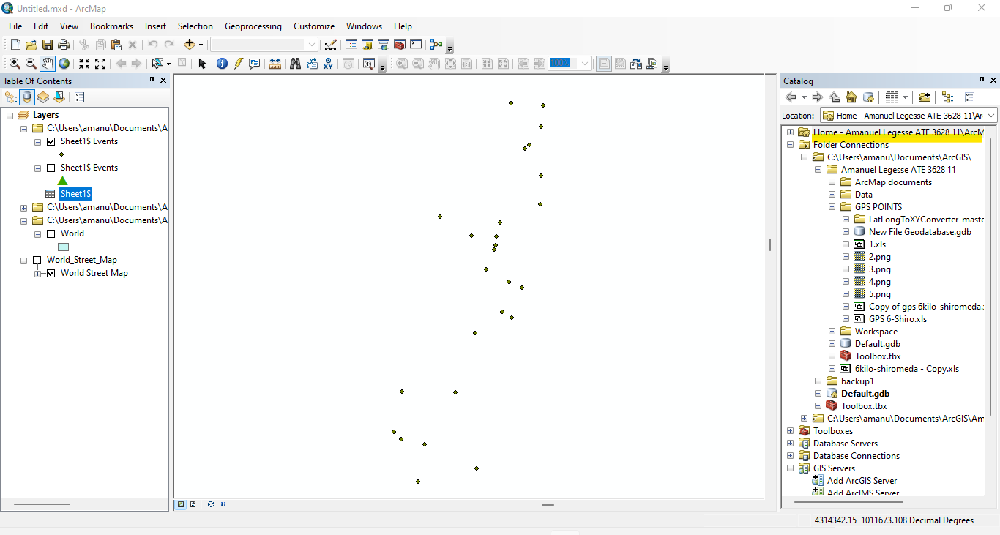 Untitled.mxd - ArcMap
File Edit View Bookmarks Insert Selection Geoprocessing Customize Windows Help
100%
Table Of Contents
Layers
C:\Users\amanu\Documents\A
Sheet1$ Events
Sheet1$ Events
Sheet1$
C:\Users\amanu\Documents\A
C:\Users\amanu\Documents\A
World
World_Street_Map
World Street Map
Catalog
Location: Home - Amanuel Legesse ATE 3628 11\Ar
Home - Amanuel Legesse ATE 3628 11\ArcM
Folder Connections
C:\Users\amanu\Documents\ArcGIS\
Amanuel Legesse ATE 3628 11
ArcMap documents
Data
GPS POINTS
LatLongToXYConverter-maste
New File Geodatabase.gdb
1.xls
2.png
3.png
4.png
5.png
Copy of gps 6kilo-shiromeda.
GPS 6-Shiro.xls
Workspace
Default.gdb
Toolbox.tbx
6kilo-shiromeda - Copy.xls
backup1
Default.gdb
Toolbox.tbx
C:\Users\amanu\Documents\ArcGIS\Am
Toolboxes
Database Servers
Database Connections
GIS Servers
Add ArcGIS Server
Add ArcIMS Server
4314342.15 1011673.108 Decimal Degrees